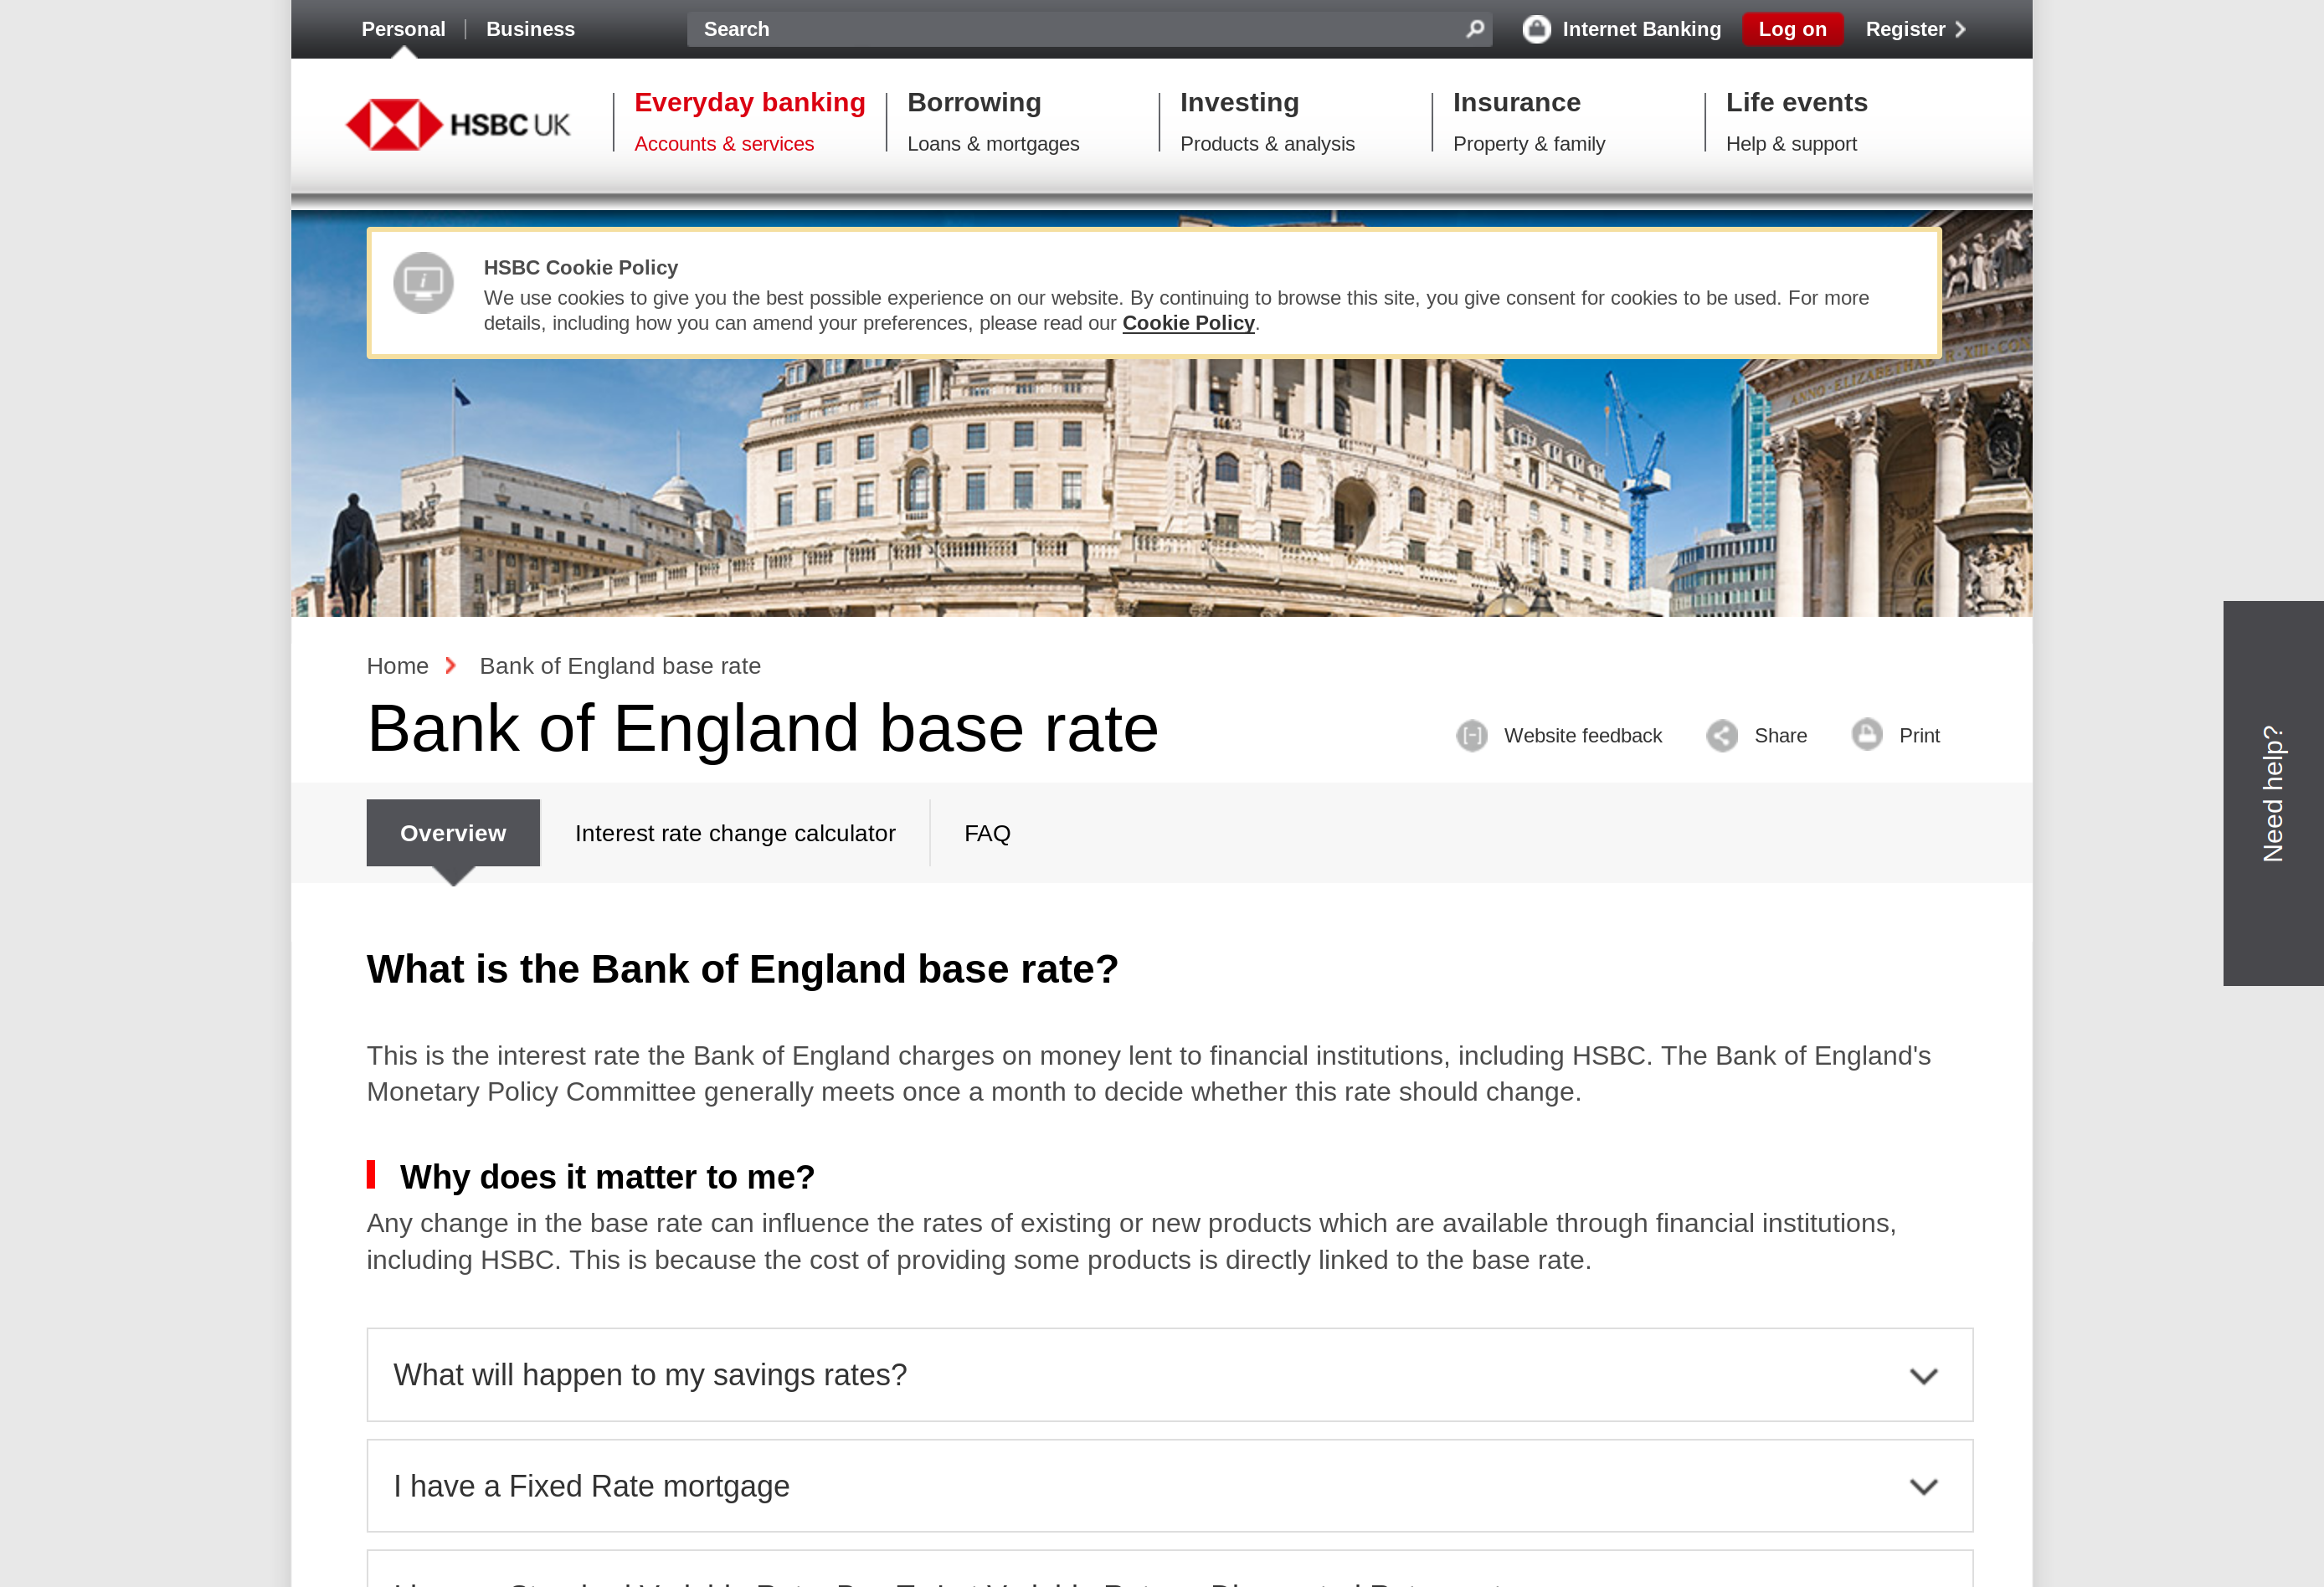 Personal
Business
Search
Internet Banking
Log on
Register
HSBC UK
Everyday banking
Accounts & services
Borrowing
Loans & mortgages
Investing
Products & analysis
Insurance
Property & family
Life events
Help & support
HSBC Cookie Policy
We use cookies to give you the best possible experience on our website. By continuing to browse this site, you give consent for cookies to be used. For more
details, including how you can amend your preferences, please read our Cookie Policy.
ANNO · ELIZABETHAE R · XIII · CON
Home
Bank of England base rate
Bank of England base rate
Website feedback
Share
Print
Need help?
Overview
Interest rate change calculator
FAQ
What is the Bank of England base rate?
This is the interest rate the Bank of England charges on money lent to financial institutions, including HSBC. The Bank of England's
Monetary Policy Committee generally meets once a month to decide whether this rate should change.
Why does it matter to me?
Any change in the base rate can influence the rates of existing or new products which are available through financial institutions,
including HSBC. This is because the cost of providing some products is directly linked to the base rate.
What will happen to my savings rates?
I have a Fixed Rate mortgage